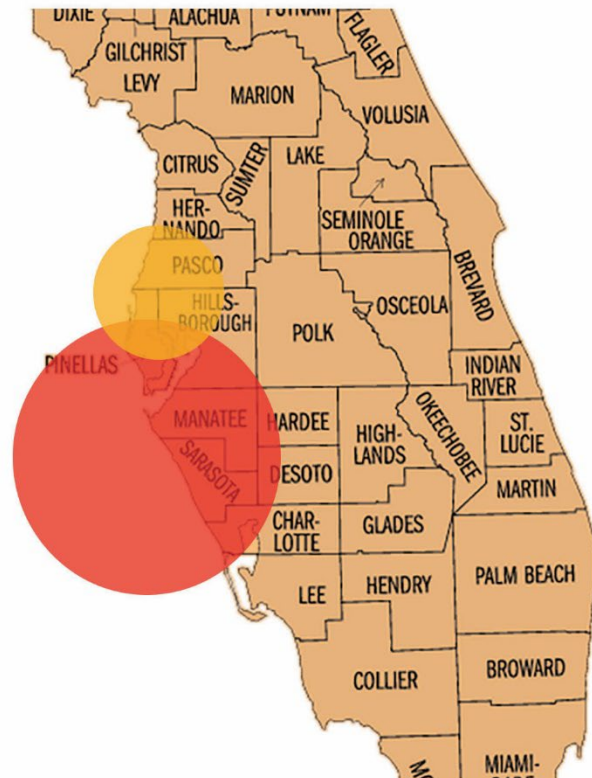 DIXIE
ALACHUA
PUTNAM
FLAGLER
GILCHRIST
LEVY
MARION
VOLUSIA
CITRUS
SUMTER
LAKE
HER-
NANDO
SEMINOLE
ORANGE
PASCO
BREVARD
HILLS-
BOROUGH
OSCEOLA
POLK
PINELLAS
INDIAN
RIVER
MANATEE
HARDEE
HIGH-
LANDS
OKEECHOBEE
ST.
LUCIE
SARASOTA
DESOTO
MARTIN
CHAR-
LOTTE
GLADES
LEE
HENDRY
PALM BEACH
COLLIER
BROWARD
MIAMI-